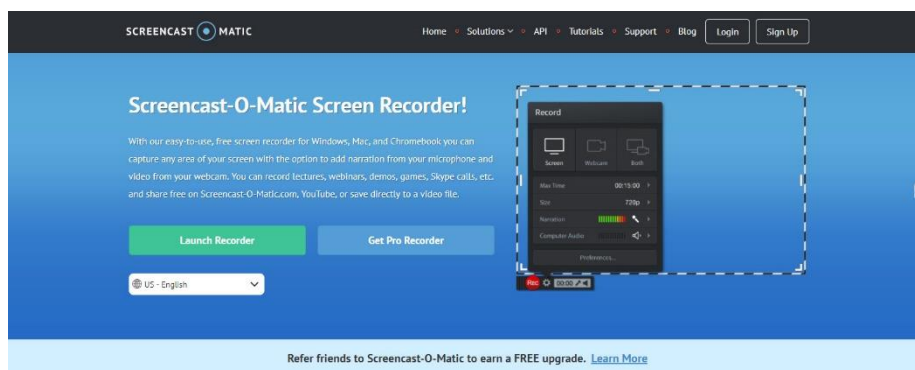 SCREENCAST MATIC
Home Solutions API Tutorials Support Blog Login Sign Up
Screencast-O-Matic Screen Recorder!
With our easy-to-use, free screen recorder for Windows, Mac, and Chromebook you can
capture any area of your screen with the option to add narration from your microphone and
video from your webcam. You can record lectures, webinars, demos, games, Skype calls, etc.
and share free on Screencast-O-Matic.com, YouTube, or save directly to a video file.
Launch Recorder
Get Pro Recorder
US - English
Record
Screen Webcam Both
Max Time 00:15:00
Size 720p
Narration
Computer Audio
Preferences...
Rec 00:00
Refer friends to Screencast-O-Matic to earn a FREE upgrade. Learn More